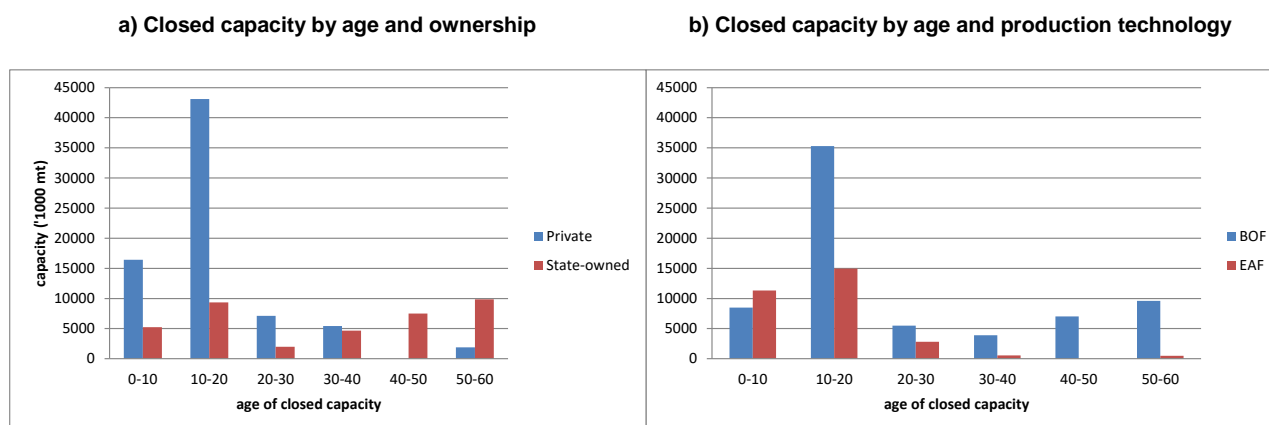 a) Closed capacity by age and ownership
b) Closed capacity by age and production technology
45000
40000
35000
30000
25000
20000
15000
10000
5000
0
capacity ('1000 mt)
0-10 10-20 20-30 30-40 40-50 50-60
age of closed capacity
Private
State-owned
45000
40000
35000
30000
25000
20000
15000
10000
5000
0
0-10 10-20 20-30 30-40 40-50 50-60
age of closed capacity
BOF
EAF